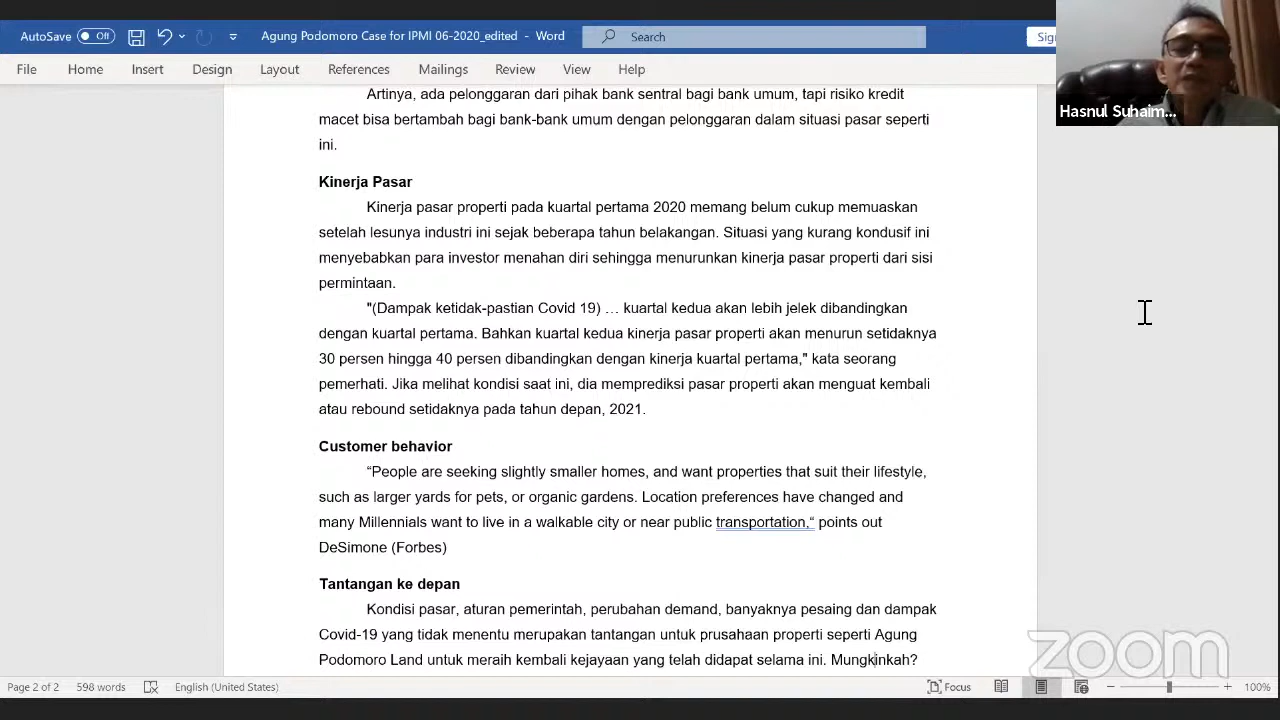 AutoSave Off Agung Podomoro Case for IPMI 06-2020_edited - Word Search
File Home Insert Design Layout References Mailings Review View Help
Hasnul Suhaim...
Artinya, ada pelonggaran dari pihak bank sentral bagi bank umum, tapi risiko kredit
macet bisa bertambah bagi bank-bank umum dengan pelonggaran dalam situasi pasar seperti
ini.
Kinerja Pasar
Kinerja pasar properti pada kuartal pertama 2020 memang belum cukup memuaskan
setelah lesunya industri ini sejak beberapa tahun belakangan. Situasi yang kurang kondusif ini
menyebabkan para investor menahan diri sehingga menurunkan kinerja pasar properti dari sisi
permintaan.
"(Dampak ketidak-pastian Covid 19) … kuartal kedua akan lebih jelek dibandingkan
dengan kuartal pertama. Bahkan kuartal kedua kinerja pasar properti akan menurun setidaknya
30 persen hingga 40 persen dibandingkan dengan kinerja kuartal pertama," kata seorang
pemerhati. Jika melihat kondisi saat ini, dia memprediksi pasar properti akan menguat kembali
atau rebound setidaknya pada tahun depan, 2021.
Customer behavior
“People are seeking slightly smaller homes, and want properties that suit their lifestyle,
such as larger yards for pets, or organic gardens. Location preferences have changed and
many Millennials want to live in a walkable city or near public transportation,“ points out
DeSimone (Forbes)
Tantangan ke depan
Kondisi pasar, aturan pemerintah, perubahan demand, banyaknya pesaing dan dampak
Covid-19 yang tidak menentu merupakan tantangan untuk prusahaan properti seperti Agung
Podomoro Land untuk meraih kembali kejayaan yang telah didapat selama ini. Mungkinkah?
zoom
Page 2 of 2 598 words English (United States) Focus 100%